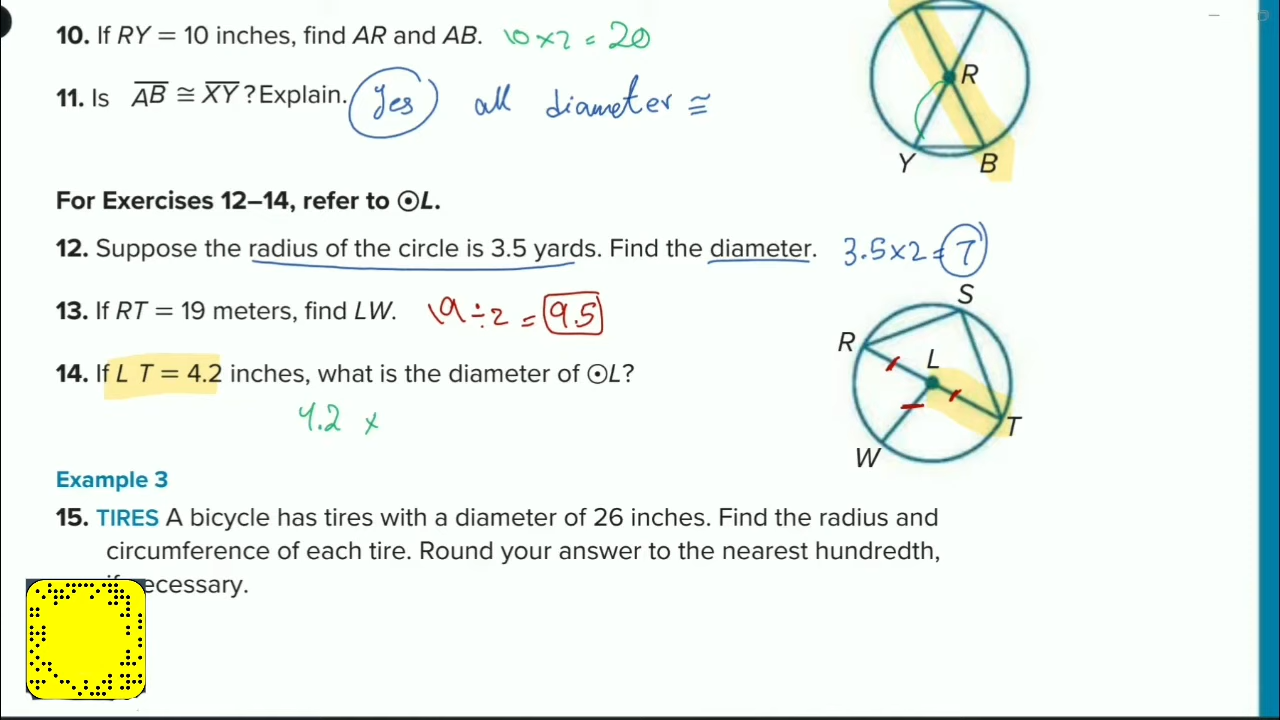 10. If RY = 10 inches, find AR and AB. 10 × 2 = 20
R
11. Is AB ≅ XY? Explain. Yes all diameter ≅
Y B
For Exercises 12–14, refer to ⊙L.
12. Suppose the radius of the circle is 3.5 yards. Find the diameter. 3.5 × 2 = 7
S
13. If RT = 19 meters, find LW. 19 ÷ 2 = 9.5
R L
14. If L T = 4.2 inches, what is the diameter of ⊙L?
4.2 ×
T
W
Example 3
15. TIRES A bicycle has tires with a diameter of 26 inches. Find the radius and
circumference of each tire. Round your answer to the nearest hundredth,